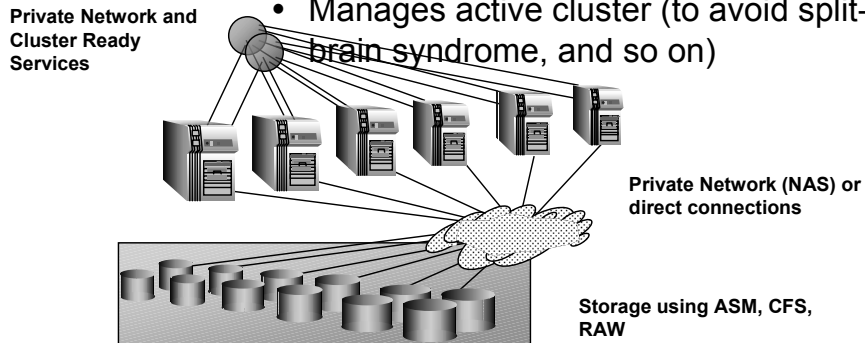 Private Network and
Cluster Ready
Services
• Manages active cluster (to avoid split-
brain syndrome, and so on)
Private Network (NAS) or
direct connections
Storage using ASM, CFS,
RAW